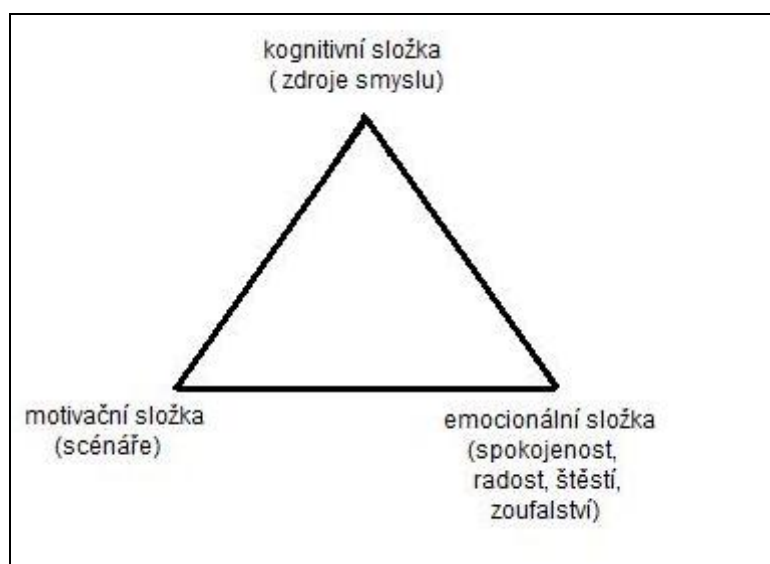 kognitivní složka
( zdroje smyslu)
motivační složka
(scénáře)
emocionální složka
(spokojenost,
radost, štěstí,
zoufalství)